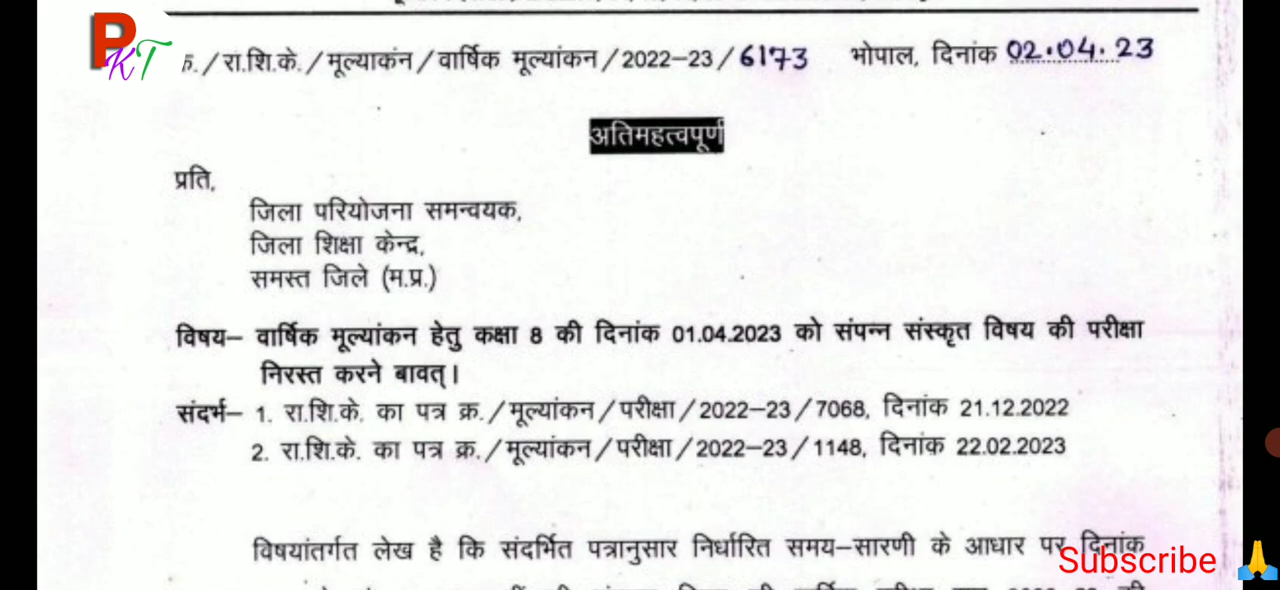 PKT
क्र./रा.शि.के./मूल्याकंन/वार्षिक मूल्यांकन/2022–23/6173 भोपाल, दिनांक 02.04.23
अतिमहत्वपूर्ण
प्रति,
जिला परियोजना समन्वयक,
जिला शिक्षा केन्द्र,
समस्त जिले (म.प्र.)
विषय– वार्षिक मूल्यांकन हेतु कक्षा 8 की दिनांक 01.04.2023 को संपन्न संस्कृत विषय की परीक्षा
निरस्त करने बावत्।
संदर्भ– 1. रा.शि.के. का पत्र क्र./मूल्यांकन/परीक्षा/2022–23/7068, दिनांक 21.12.2022
2. रा.शि.के. का पत्र क्र./मूल्यांकन/परीक्षा/2022–23/1148, दिनांक 22.02.2023
विषयांतर्गत लेख है कि संदर्भित पत्रानुसार निर्धारित समय–सारणी के आधार पर दिनांक
Subscribe 🙏